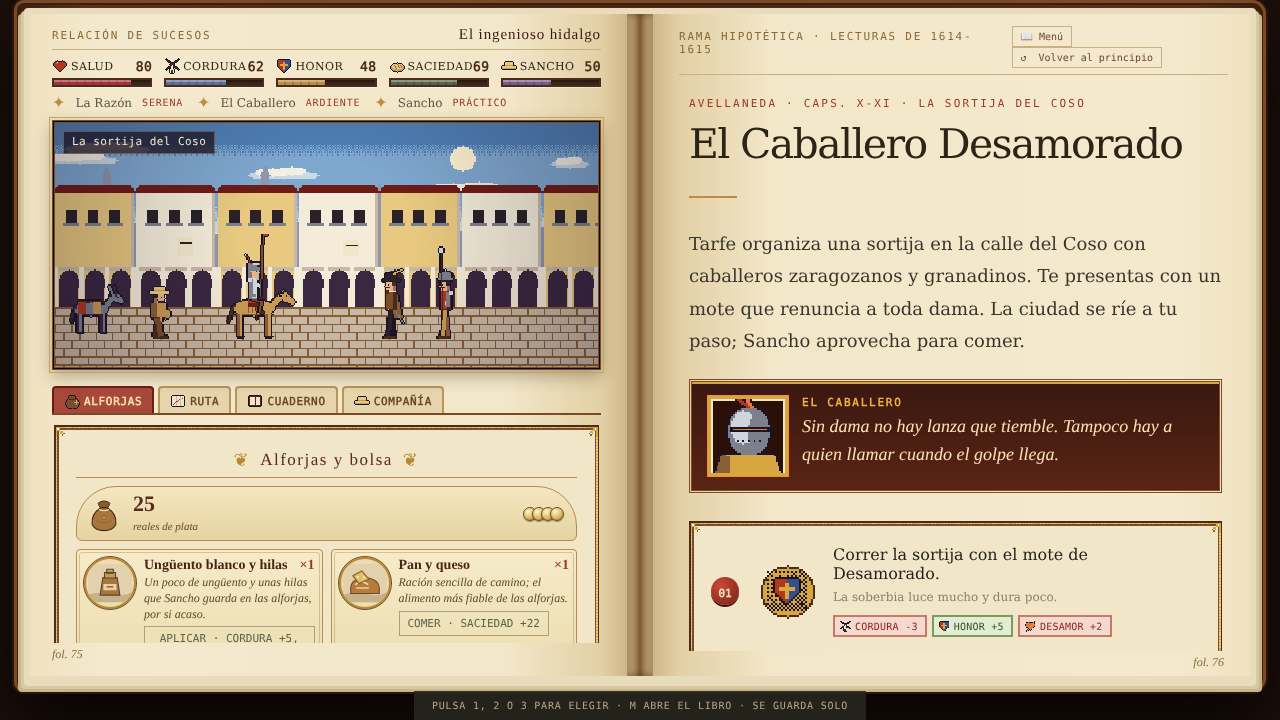 RELACIÓN DE SUCESOS
El ingenioso hidalgo
SALUD 80
CORDURA 62
HONOR 48
SACIEDAD 69
SANCHO 50
La Razón SERENA
El Caballero ARDIENTE
Sancho PRÁCTICO
La sortija del Coso
ALFORJAS
RUTA
CUADERNO
COMPAÑÍA
Alforjas y bolsa
25
reales de plata
Ungüento blanco y hilas ×1
Un poco de ungüento y unas hilas
que Sancho guarda en las alforjas,
por si acaso.
APLICAR · CORDURA +5,
Pan y queso ×1
Ración sencilla de camino; el
alimento más fiable de las alforjas.
COMER · SACIEDAD +22
fol. 75
RAMA HIPOTÉTICA · LECTURAS DE 1614-
1615
Menú
Volver al principio
AVELLANEDA · CAPS. X-XI · LA SORTIJA DEL COSO
El Caballero Desamorado
Tarfe organiza una sortija en la calle del Coso con
caballeros zaragozanos y granadinos. Te presentas con un
mote que renuncia a toda dama. La ciudad se ríe a tu
paso; Sancho aprovecha para comer.
EL CABALLERO
Sin dama no hay lanza que tiemble. Tampoco hay a
quien llamar cuando el golpe llega.
01
Correr la sortija con el mote de
Desamorado.
La soberbia luce mucho y dura poco.
CORDURA -3
HONOR +5
DESAMOR +2
fol. 76
PULSA 1, 2 O 3 PARA ELEGIR · M ABRE EL LIBRO · SE GUARDA SOLO